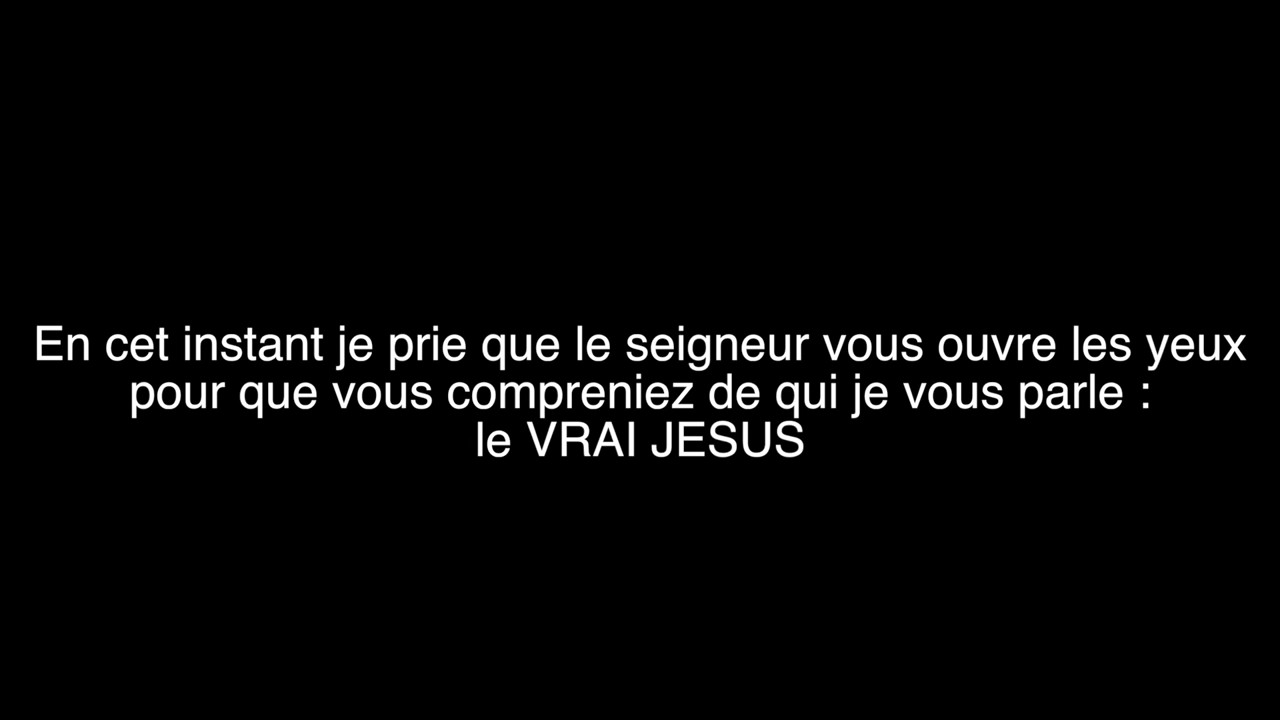 En cet instant je prie que le seigneur vous ouvre les yeux
pour que vous compreniez de qui je vous parle :
le VRAI JESUS